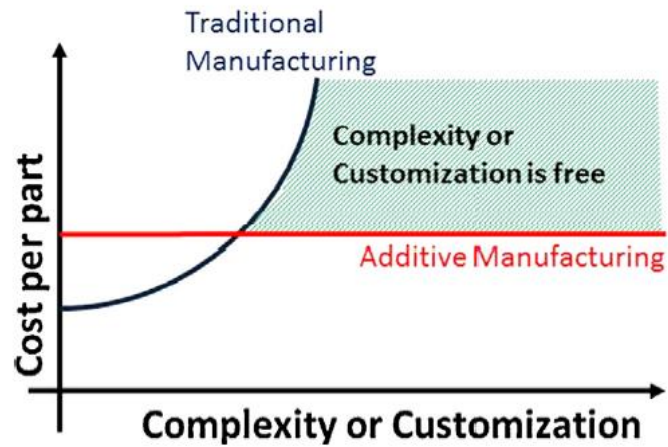 Traditional
Manufacturing
Complexity or
Customization is free
Additive Manufacturing
Cost per part
Complexity or Customization